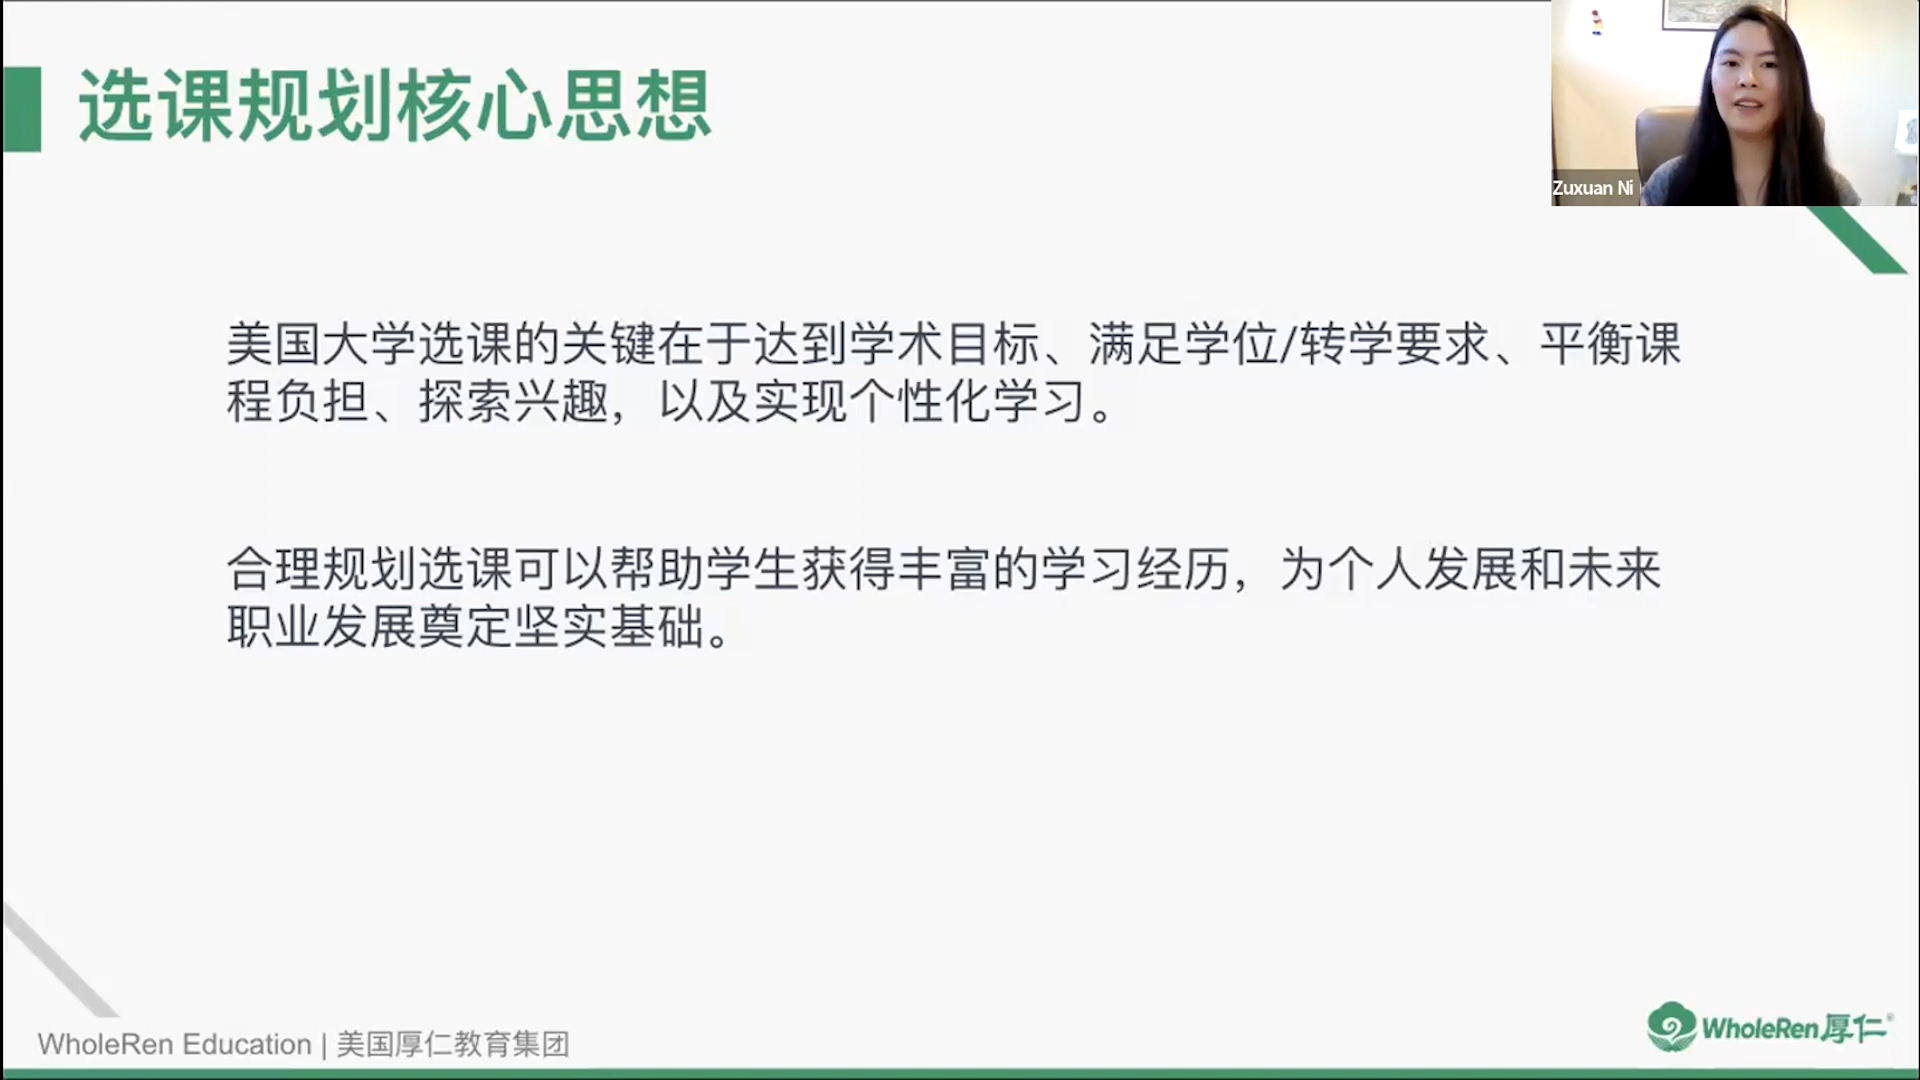 选课规划核心思想
Zuxuan Ni
美国大学选课的关键在于达到学术目标、满足学位/转学要求、平衡课
程负担、探索兴趣，以及实现个性化学习。
合理规划选课可以帮助学生获得丰富的学习经历，为个人发展和未来
职业发展奠定坚实基础。
WholeRen Education | 美国厚仁教育集团
WholeRen厚仁®